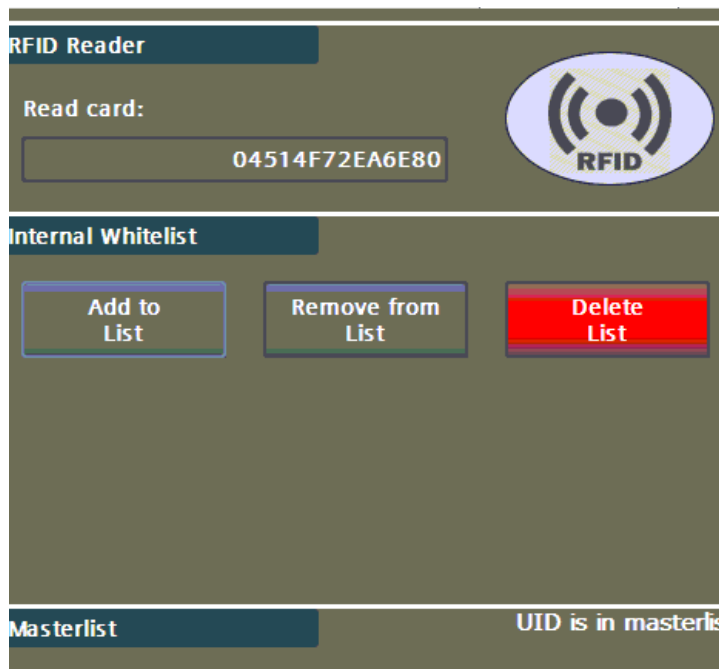 RFID Reader
Read card:
04514F72EA6E80
RFID
Internal Whitelist
Add to
List
Remove from
List
Delete
List
Masterlist
UID is in masterlis